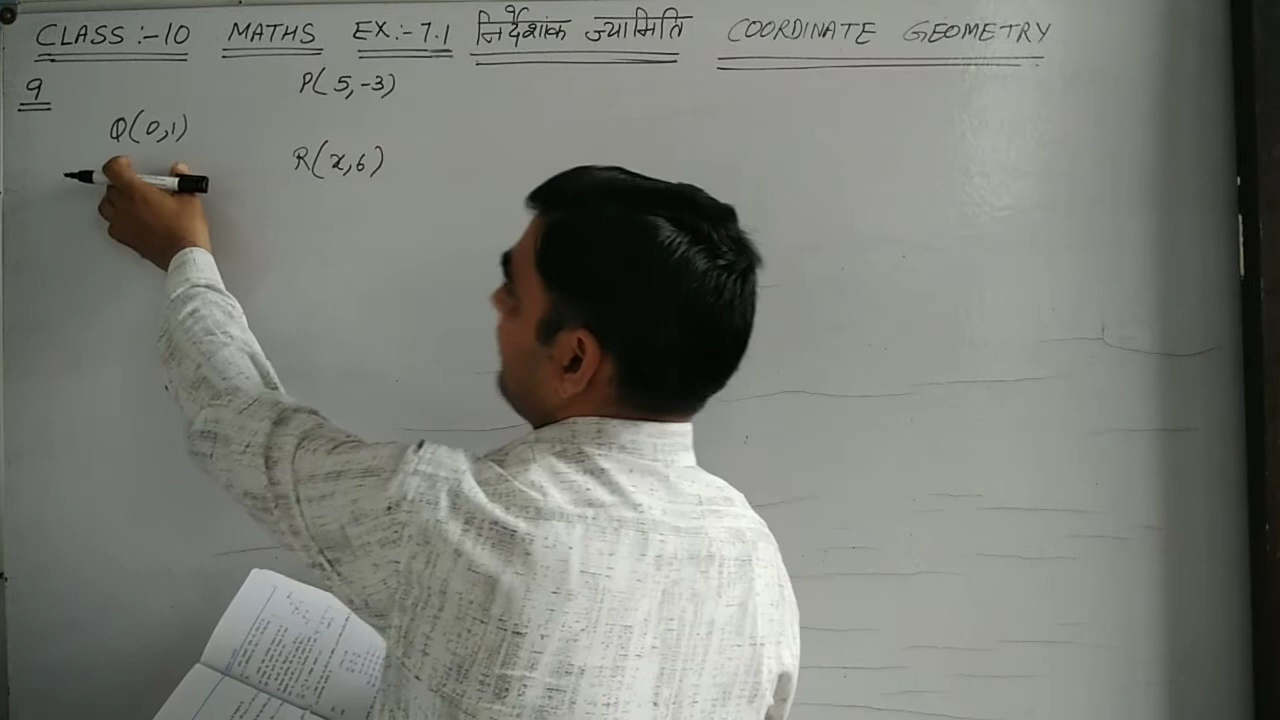 CLASS :- 10 MATHS EX :- 7.1 निर्देशांक ज्यामिति COORDINATE GEOMETRY
9
P(5,-3)
Q(0,1)
R(x,6)